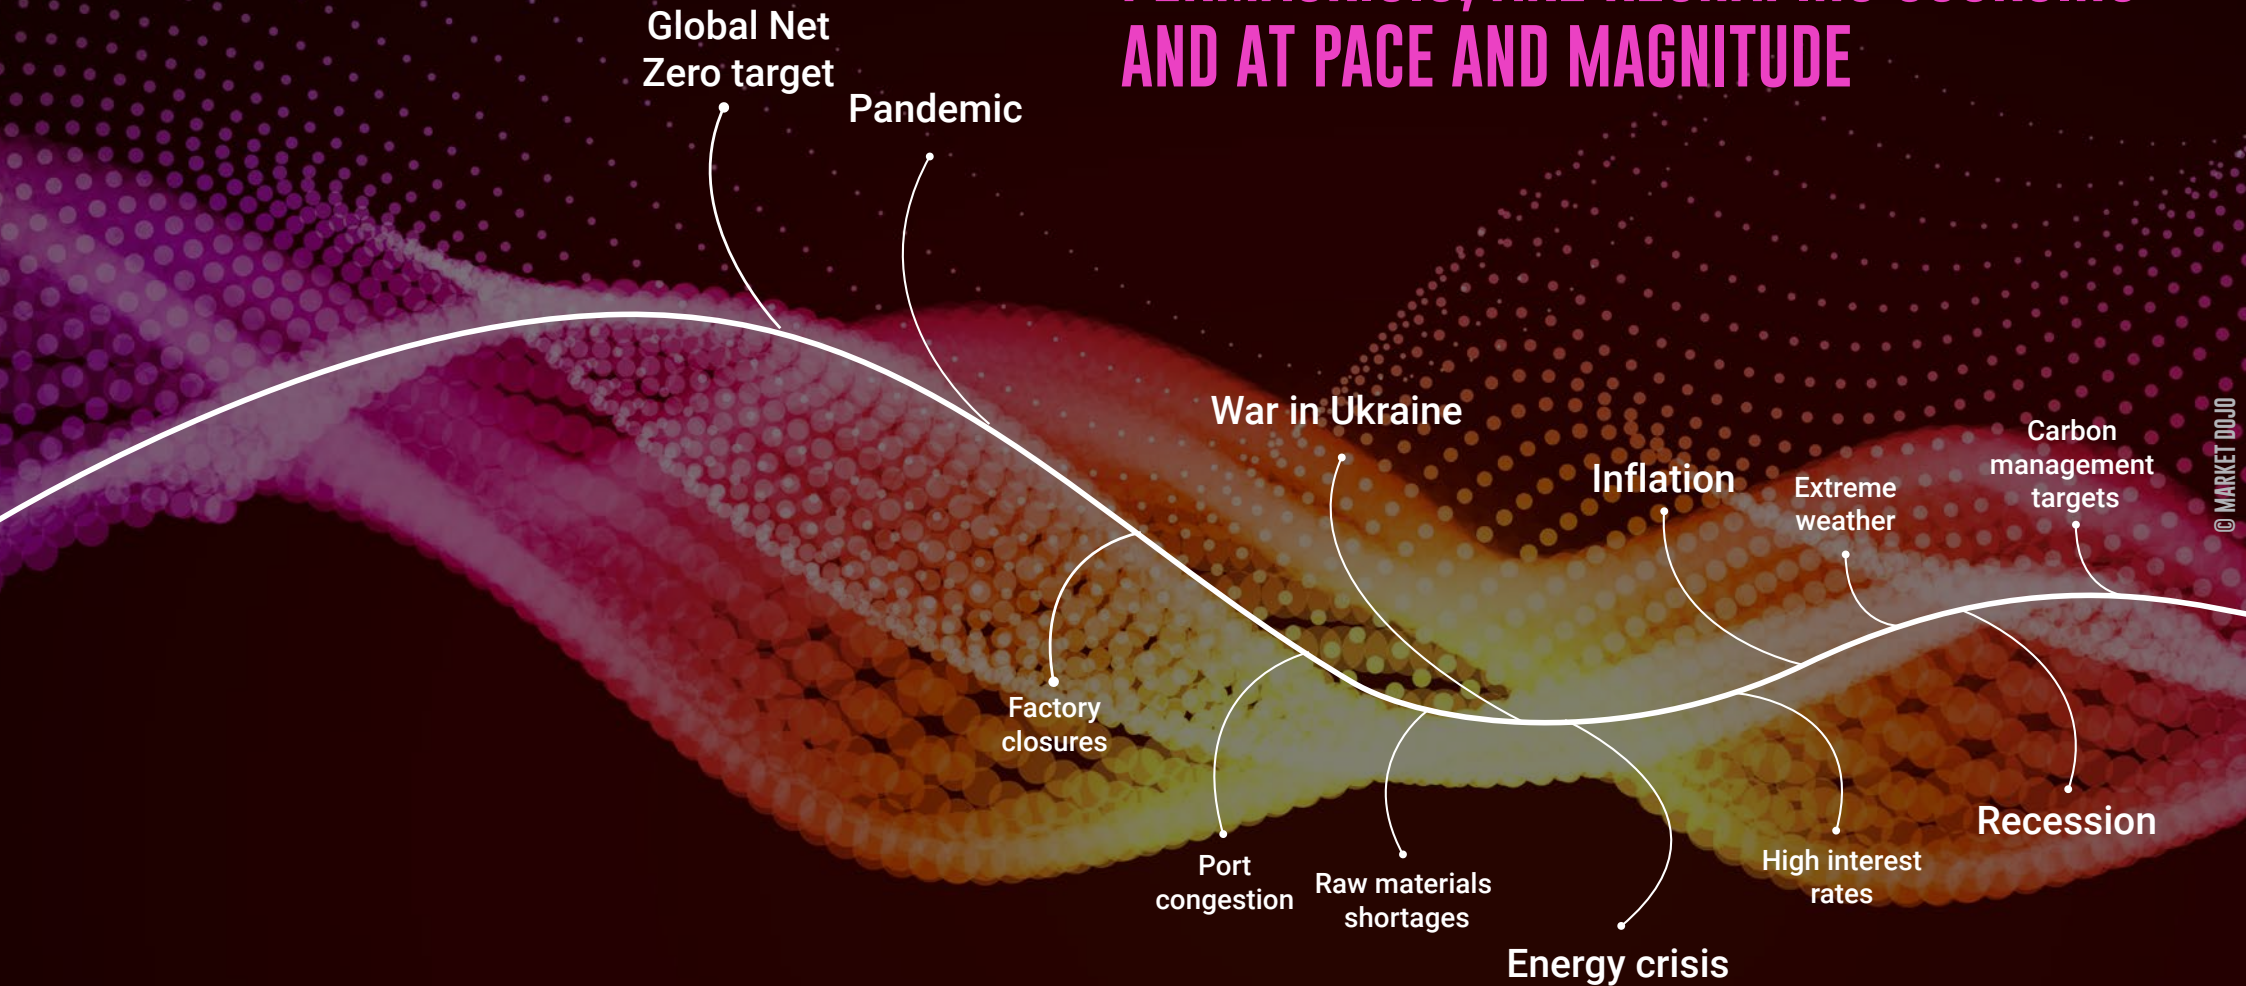 AND AT PACE AND MAGNITUDE
Global Net
Zero target
Pandemic
War in Ukraine
Inflation
Extreme
weather
Carbon
management
targets
© MARKET DOJO
Factory
closures
Port
congestion
Raw materials
shortages
Energy crisis
High interest
rates
Recession